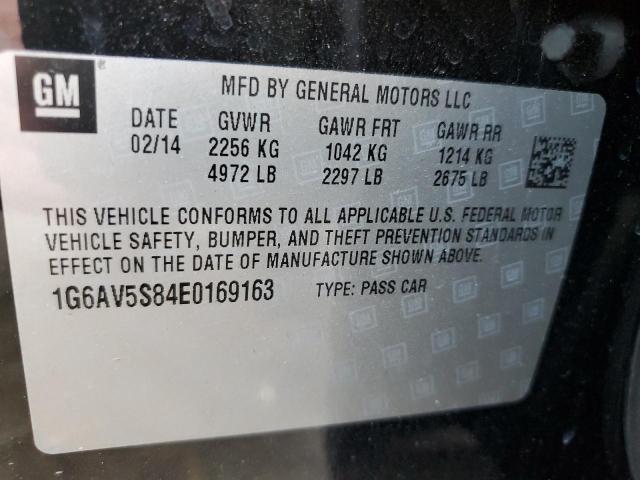 GM
MFD BY GENERAL MOTORS LLC
DATE GVWR GAWR FRT GAWR RR
02/14 2256 KG 1042 KG 1214 KG
4972 LB 2297 LB 2675 LB
THIS VEHICLE CONFORMS TO ALL APPLICABLE U.S. FEDERAL MOTOR
VEHICLE SAFETY, BUMPER, AND THEFT PREVENTION STANDARDS IN
EFFECT ON THE DATE OF MANUFACTURE SHOWN ABOVE.
1G6AV5S84E0169163 TYPE: PASS CAR